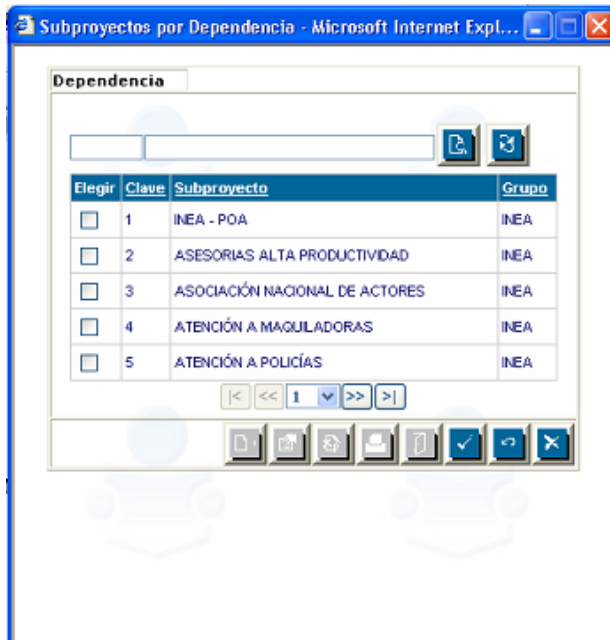 Subproyectos por Dependencia - Microsoft Internet Expl...
Dependencia
Elegir Clave Subproyecto Grupo
1 INEA - POA INEA
2 ASESORIAS ALTA PRODUCTIVIDAD INEA
3 ASOCIACIÓN NACIONAL DE ACTORES INEA
4 ATENCIÓN A MAQUILADORAS INEA
5 ATENCIÓN A POLICÍAS INEA
|< << 1 >> >|